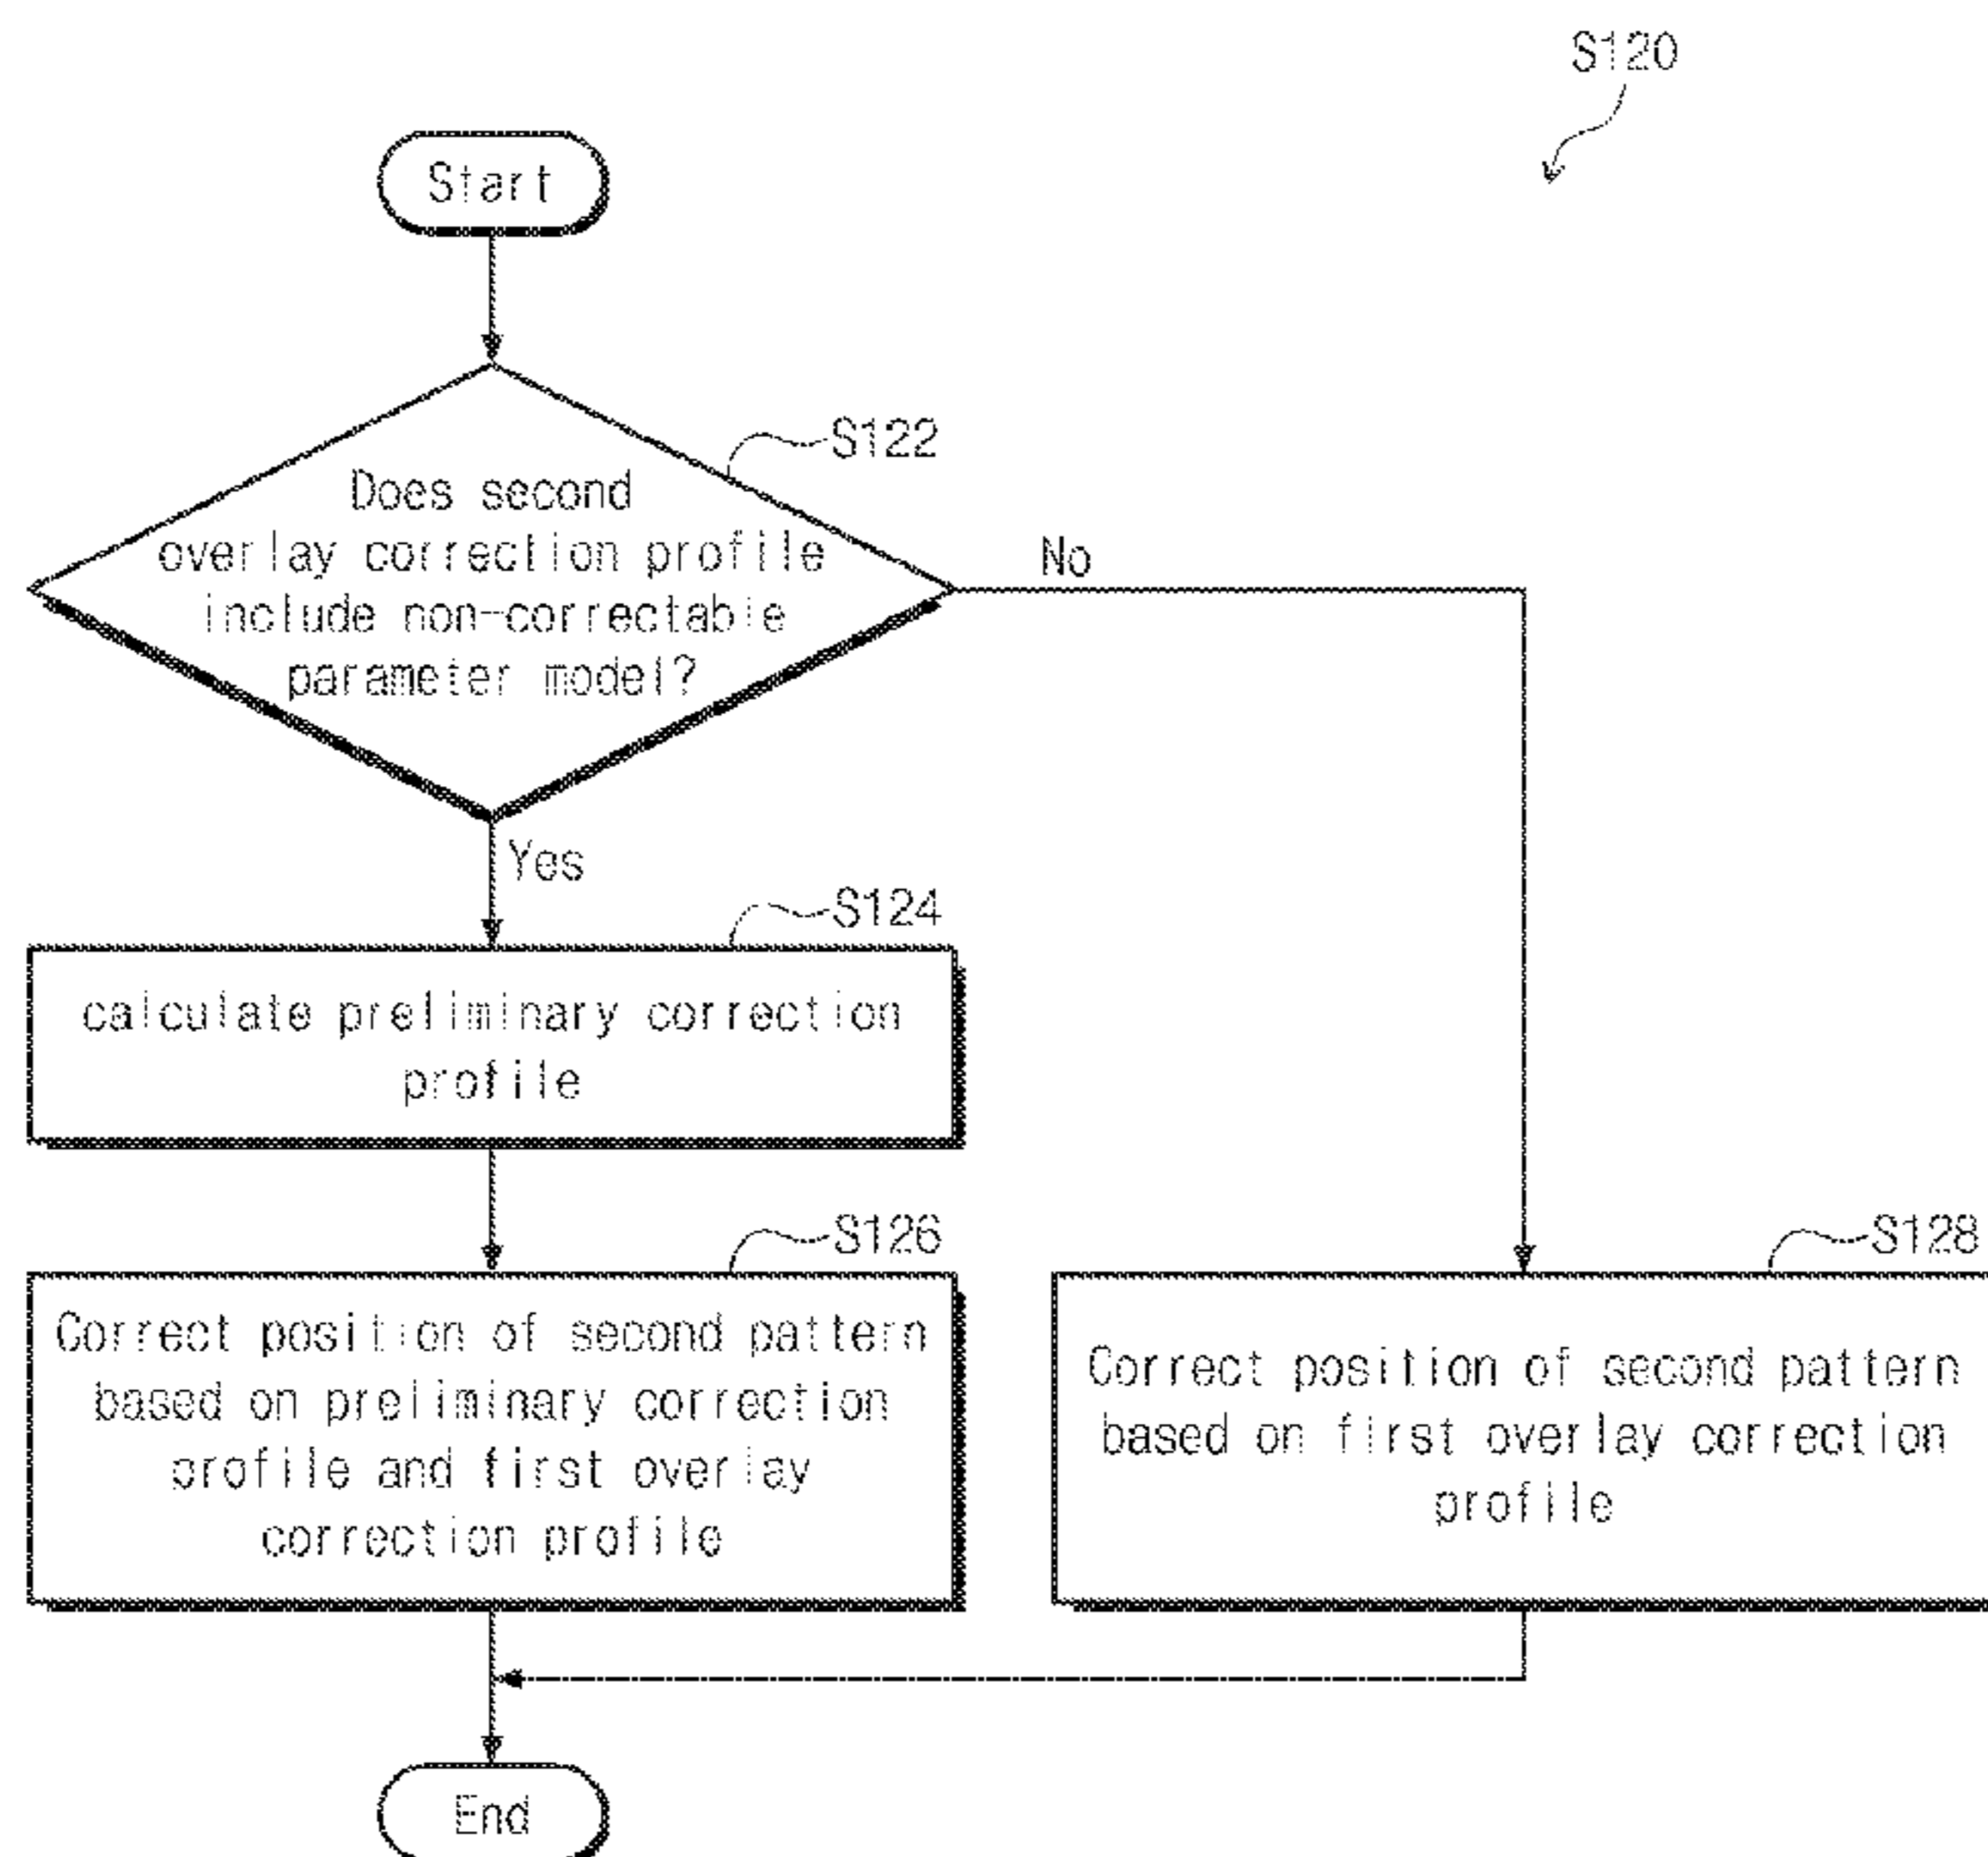 S120
Start
S122
Does second
overlay correction profile
include non-correctable
parameter model?
No
Yes
S124
calculate preliminary correction
profile
S126
Correct position of second pattern
based on preliminary correction
profile and first overlay
correction profile
S128
Correct position of second pattern
based on first overlay correction
profile
End